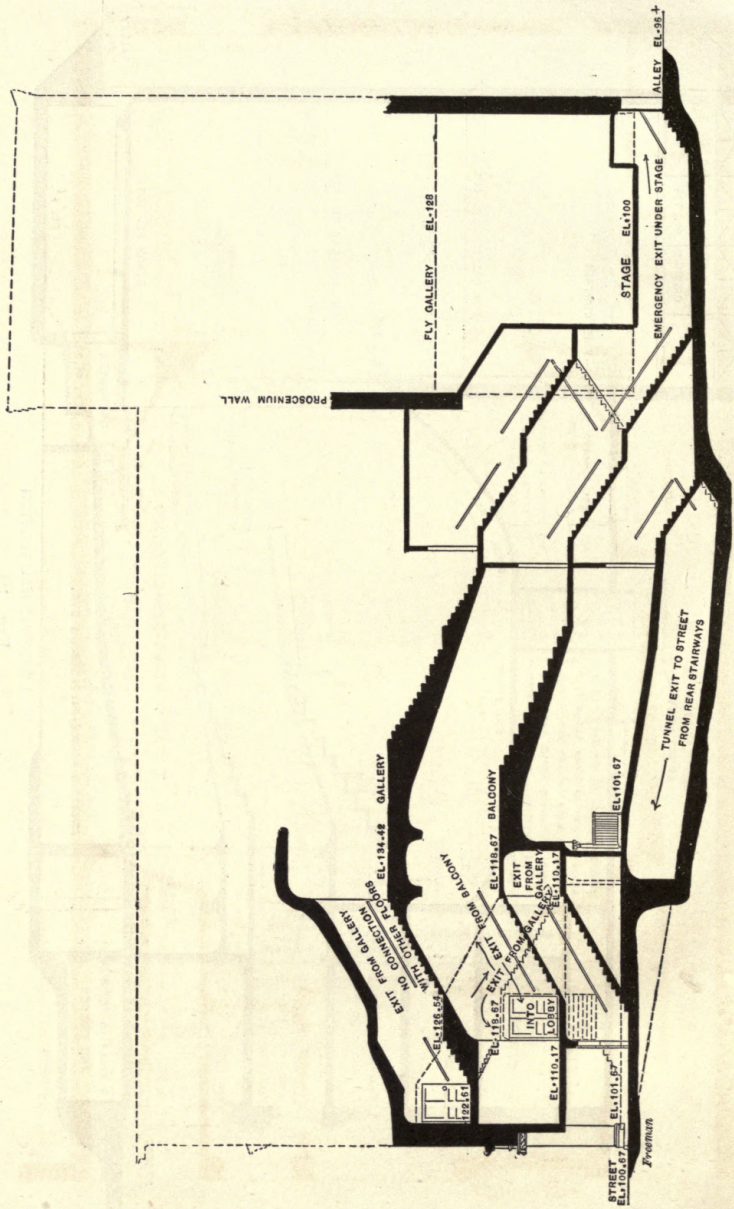 ALLEY EL-96+
FLY GALLERY EL-128
STAGE EL+100
EMERGENCY EXIT UNDER STAGE
PROSCENIUM WALL
TUNNEL EXIT TO STREET
FROM REAR STAIRWAYS
EL-134.42 GALLERY
EL-118.67 BALCONY
EL+101.67
EXIT FROM GALLERY
NO CONNECTION
WITH OTHER FLOORS
EXIT FROM BALCONY
EXIT
FROM
GALLERY
EL-110.17
EXIT FROM GALLERY
EL-126.54
EL-118.67
INTO
LOBBY
122.61
EL+110.17
EL+101.67
STREET
EL+100.67
Freeman